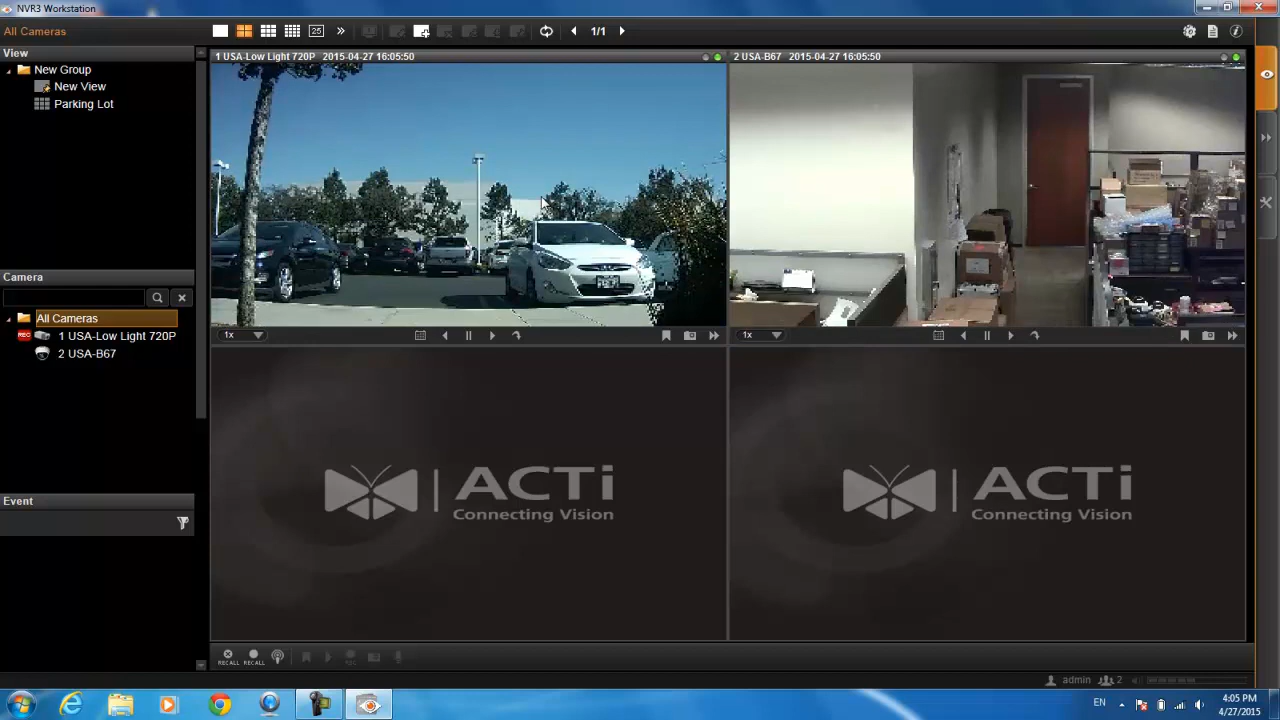 NVR3 Workstation
All Cameras
25
1/1
View
New Group
New View
Parking Lot
Camera
All Cameras
REC
1 USA-Low Light 720P
2 USA-B67
Event
1 USA-Low Light 720P 2015-04-27 16:05:50
2 USA-B67 2015-04-27 16:05:50
1x
1x
ACTi
Connecting Vision
ACTi
Connecting Vision
RECALL
RECALL
admin
2
EN
4:05 PM
4/27/2015